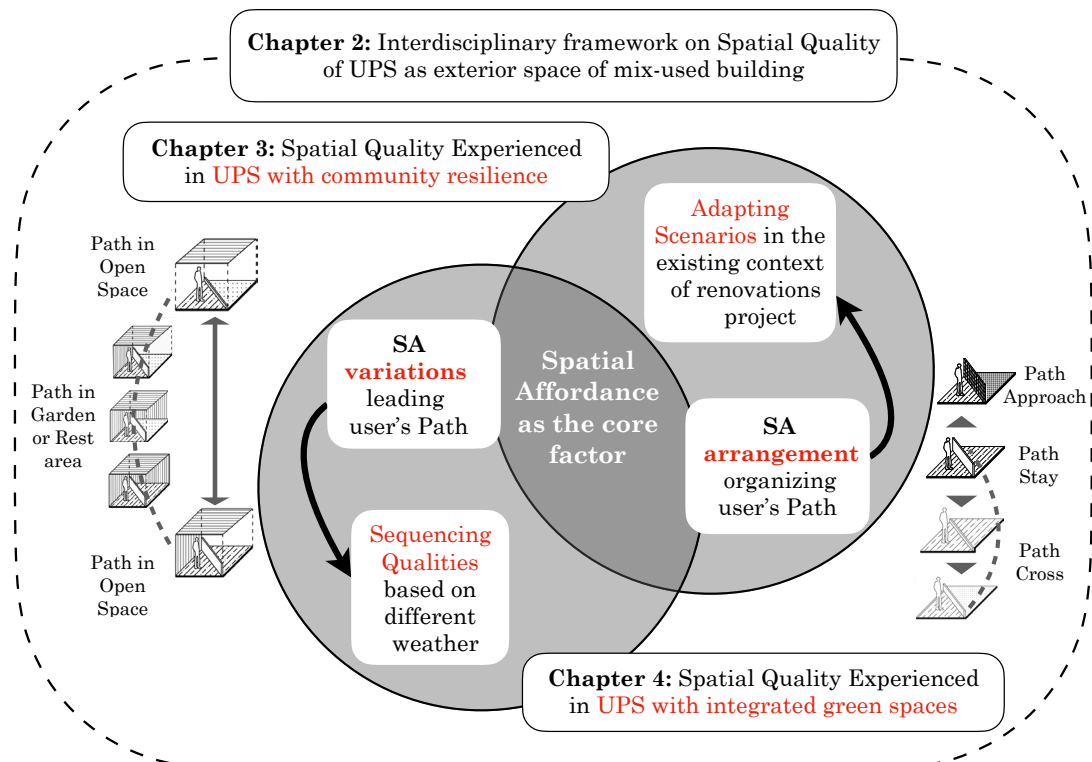 Chapter 2: Interdisciplinary framework on Spatial Quality
of UPS as exterior space of mix-used building
Chapter 3: Spatial Quality Experienced
in UPS with community resilience
Path in
Open
Space
Path in
Garden
or Rest
area
Path in
Open
Space
SA
variations
leading
user's Path
Sequencing
Qualities
based on
different
weather
Spatial
Affordance
as the core
factor
Adapting
Scenarios in the
existing context
of renovations
project
SA
arrangement
organizing
user's Path
Path
Approach
Path
Stay
Path
Cross
Chapter 4: Spatial Quality Experienced
in UPS with integrated green spaces